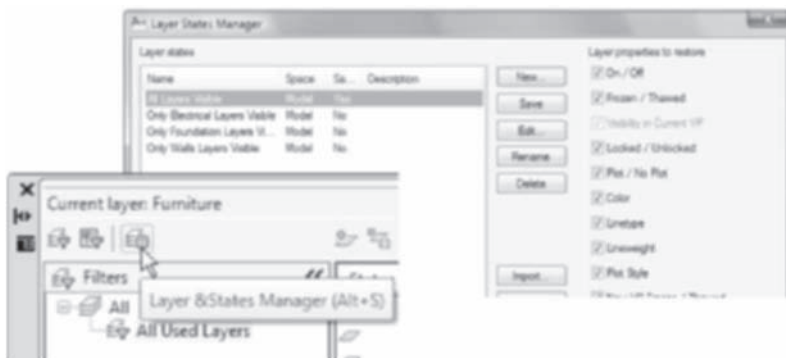 Layer States Manager
Layer states
Name Space Sa... Description
All Layers Visible Model Yes
Only Electrical Layers Visible Model No
Only Foundation Layers Vi... Model No
Only Walls Layers Visible Model No
New...
Save
Edit...
Rename
Delete
Import...
Layer properties to restore
On / Off
Frozen / Thawed
Visibility in Current VP
Locked / Unlocked
Plot / No Plot
Color
Linetype
Lineweight
Plot Style
Current layer: Furniture
Filters
Layer &States Manager (Alt+S)
All
All Used Layers